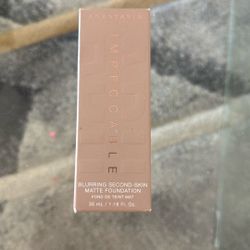 ANASTASIA
IMPECCABLE
BLURRING SECOND-SKIN
MATTE FOUNDATION
FOND DE TEINT MAT